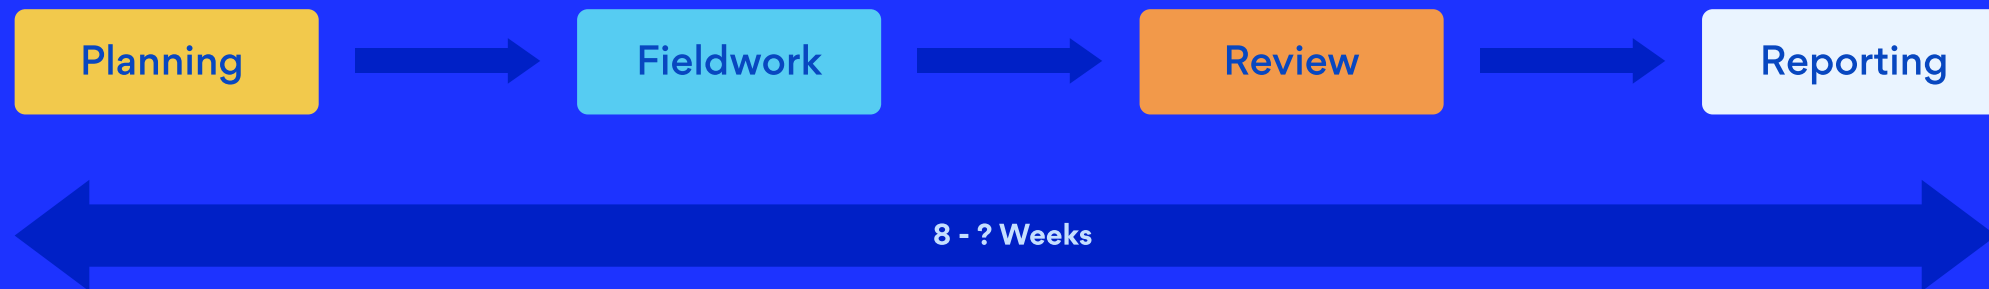 Planning
Fieldwork
Review
Reporting
8 - ? Weeks